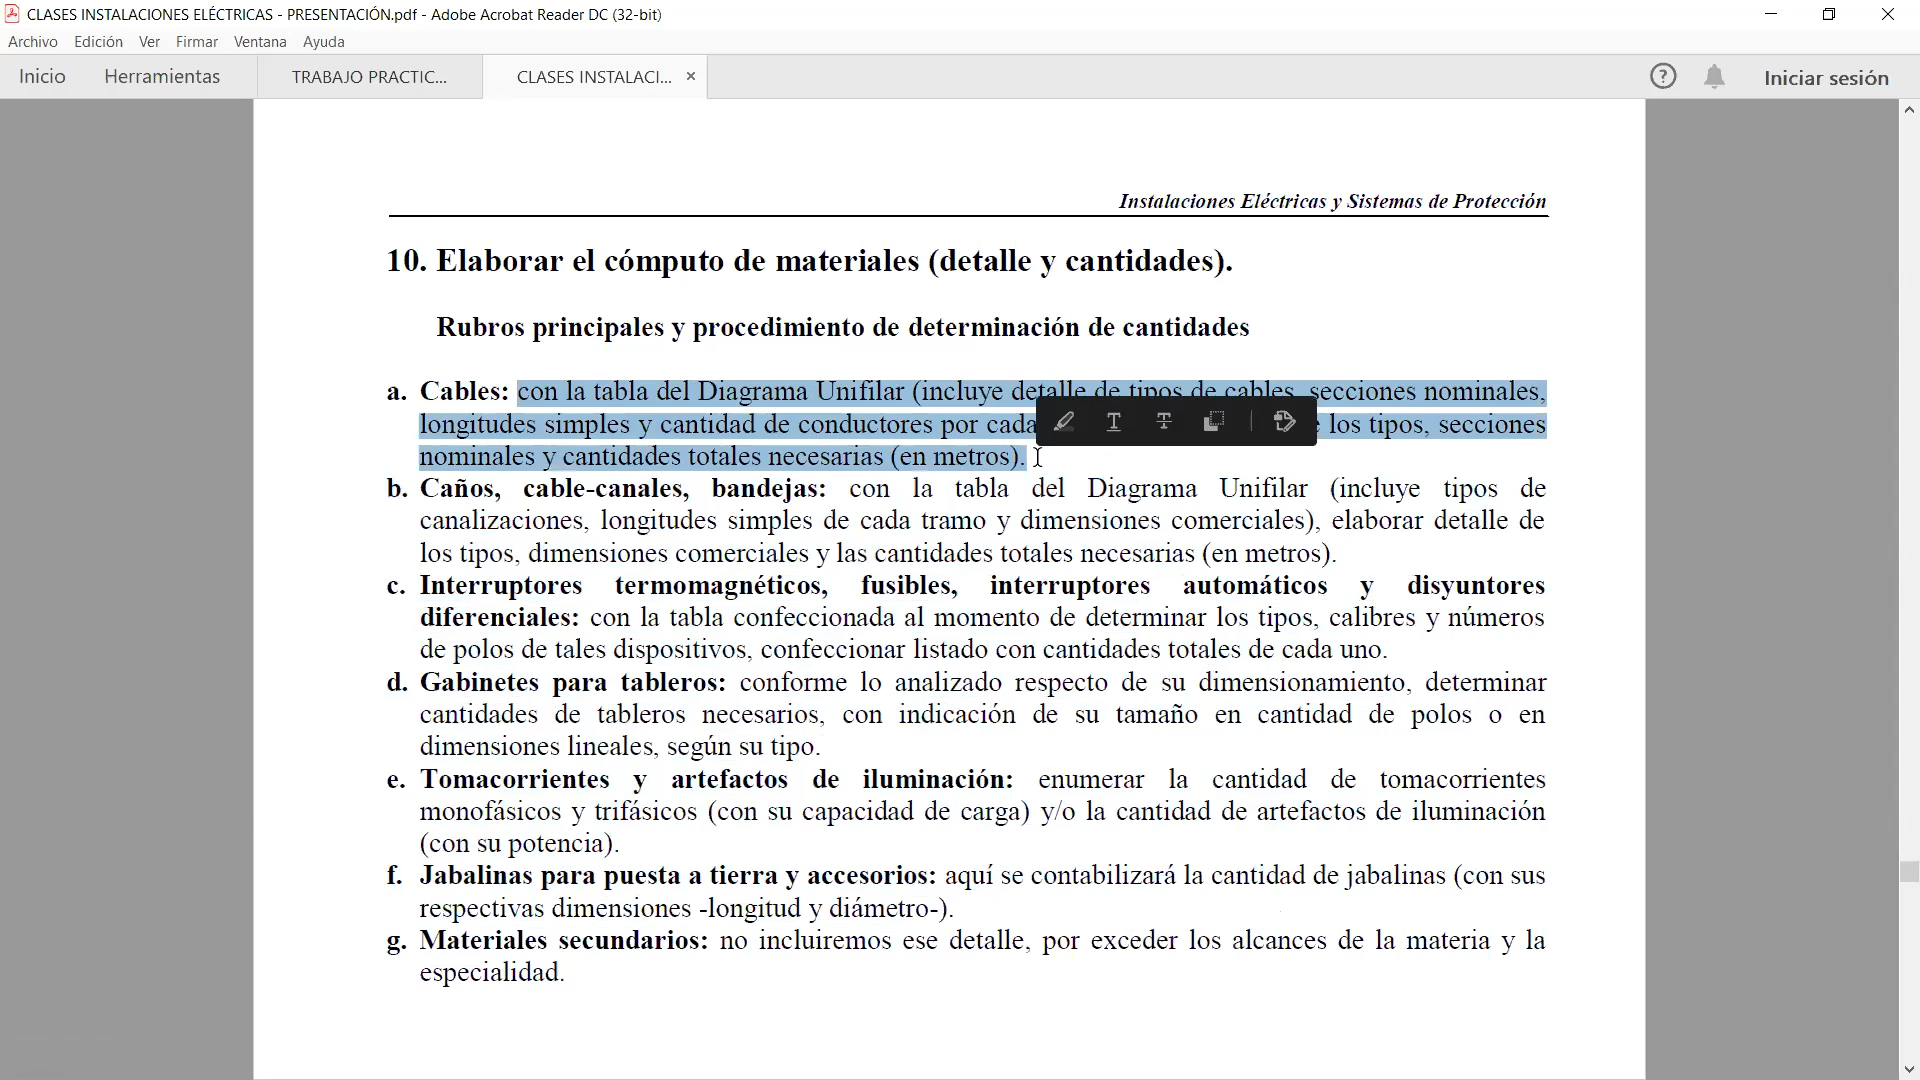 CLASES INSTALACIONES ELÉCTRICAS - PRESENTACIÓN.pdf - Adobe Acrobat Reader DC (32-bit)
Archivo Edición Ver Firmar Ventana Ayuda
Inicio Herramientas TRABAJO PRACTIC... CLASES INSTALACI... Iniciar sesión
Instalaciones Eléctricas y Sistemas de Protección
10. Elaborar el cómputo de materiales (detalle y cantidades).
Rubros principales y procedimiento de determinación de cantidades
a. Cables: con la tabla del Diagrama Unifilar (incluye detalle de tipos de cables, secciones nominales,
longitudes simples y cantidad de conductores por cada los tipos, secciones
nominales y cantidades totales necesarias (en metros).
b. Caños, cable-canales, bandejas: con la tabla del Diagrama Unifilar (incluye tipos de
canalizaciones, longitudes simples de cada tramo y dimensiones comerciales), elaborar detalle de
los tipos, dimensiones comerciales y las cantidades totales necesarias (en metros).
c. Interruptores termomagnéticos, fusibles, interruptores automáticos y disyuntores
diferenciales: con la tabla confeccionada al momento de determinar los tipos, calibres y números
de polos de tales dispositivos, confeccionar listado con cantidades totales de cada uno.
d. Gabinetes para tableros: conforme lo analizado respecto de su dimensionamiento, determinar
cantidades de tableros necesarios, con indicación de su tamaño en cantidad de polos o en
dimensiones lineales, según su tipo.
e. Tomacorrientes y artefactos de iluminación: enumerar la cantidad de tomacorrientes
monofásicos y trifásicos (con su capacidad de carga) y/o la cantidad de artefactos de iluminación
(con su potencia).
f. Jabalinas para puesta a tierra y accesorios: aquí se contabilizará la cantidad de jabalinas (con sus
respectivas dimensiones -longitud y diámetro-).
g. Materiales secundarios: no incluiremos ese detalle, por exceder los alcances de la materia y la
especialidad.